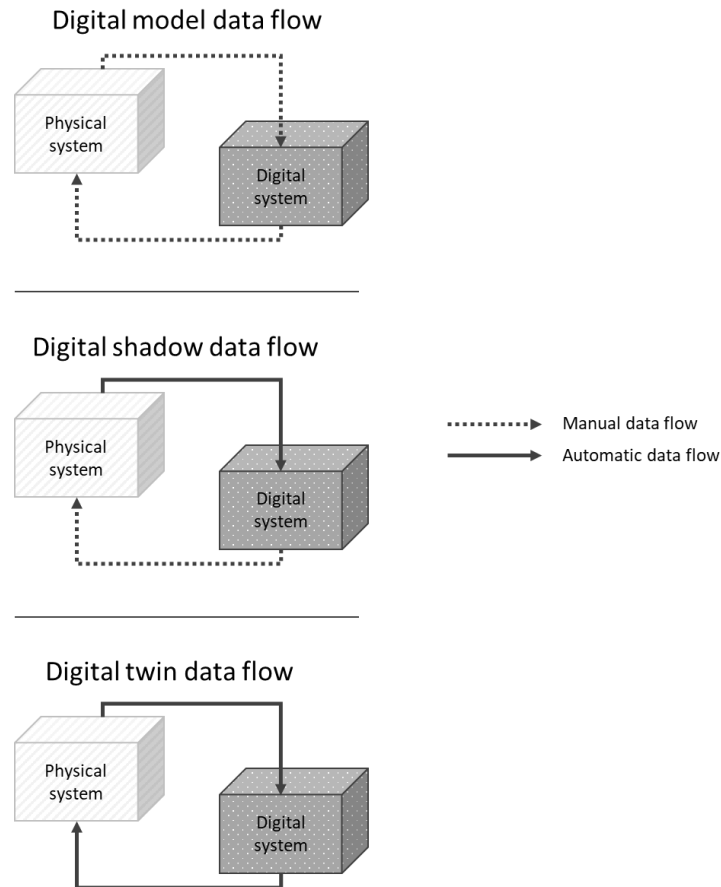 Digital model data flow
Physical
system
Digital
system
Digital shadow data flow
Physical
system
Digital
system
Manual data flow
Automatic data flow
Digital twin data flow
Physical
system
Digital
system